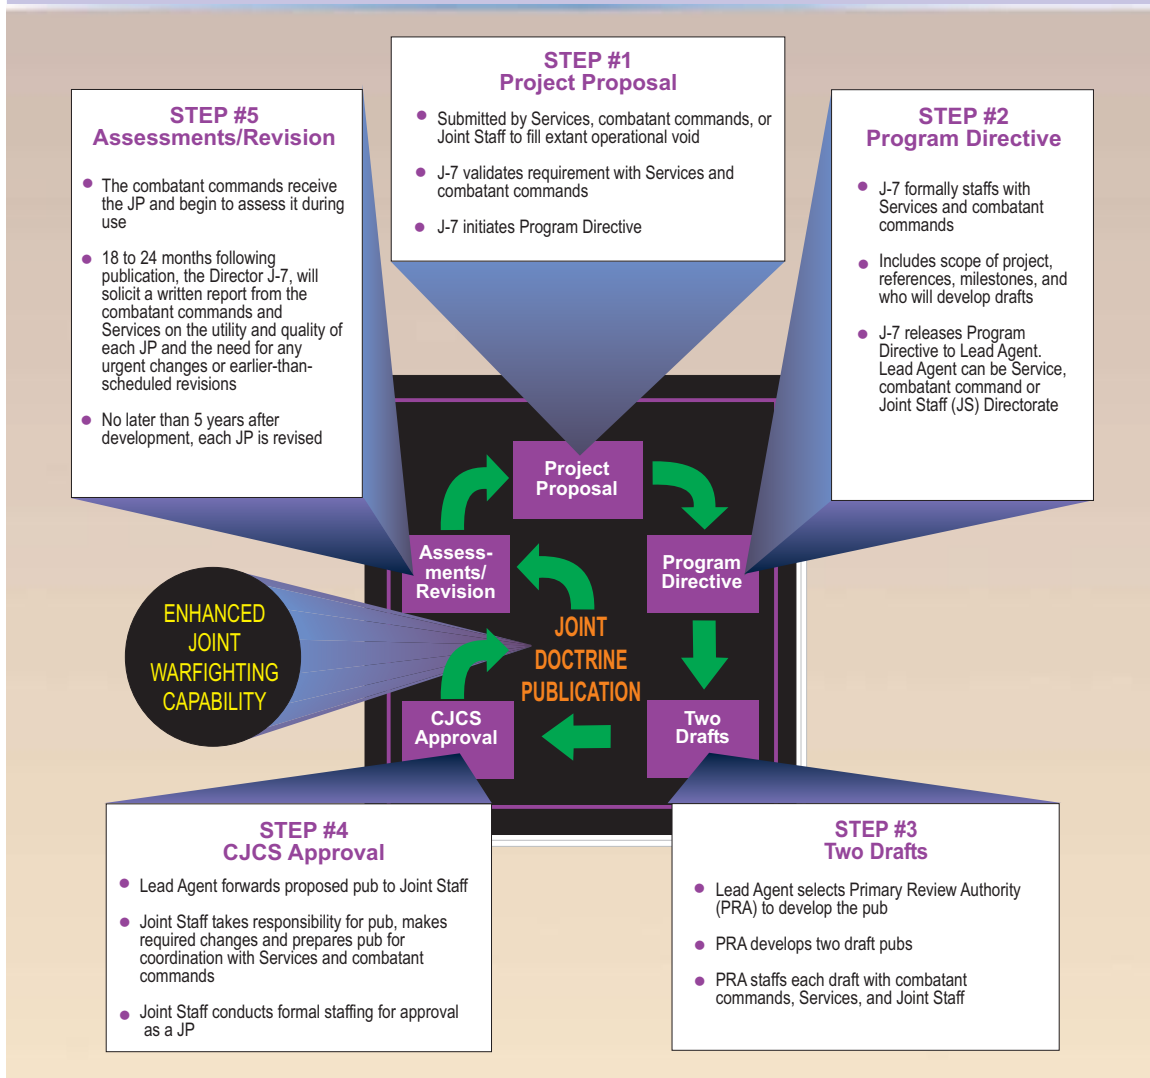 STEP #1
Project Proposal
Submitted by Services, combatant commands, or
Joint Staff to fill extant operational void
J-7 validates requirement with Services and
combatant commands
J-7 initiates Program Directive
STEP #5
Assessments/Revision
The combatant commands receive
the JP and begin to assess it during
use
18 to 24 months following
publication, the Director J-7, will
solicit a written report from the
combatant commands and
Services on the utility and quality of
each JP and the need for any
urgent changes or earlier-than-
scheduled revisions
No later than 5 years after
development, each JP is revised
STEP #2
Program Directive
J-7 formally staffs with
Services and combatant
commands
Includes scope of project,
references, milestones, and
who will develop drafts
J-7 releases Program
Directive to Lead Agent.
Lead Agent can be Service,
combatant command or
Joint Staff (JS) Directorate
Project
Proposal
Assess-
ments/
Revision
Program
Directive
ENHANCED
JOINT
WARFIGHTING
CAPABILITY
JOINT
DOCTRINE
PUBLICATION
CJCS
Approval
Two
Drafts
STEP #4
CJCS Approval
Lead Agent forwards proposed pub to Joint Staff
Joint Staff takes responsibility for pub, makes
required changes and prepares pub for
coordination with Services and combatant
commands
Joint Staff conducts formal staffing for approval
as a JP
STEP #3
Two Drafts
Lead Agent selects Primary Review Authority
(PRA) to develop the pub
PRA develops two draft pubs
PRA staffs each draft with combatant
commands, Services, and Joint Staff